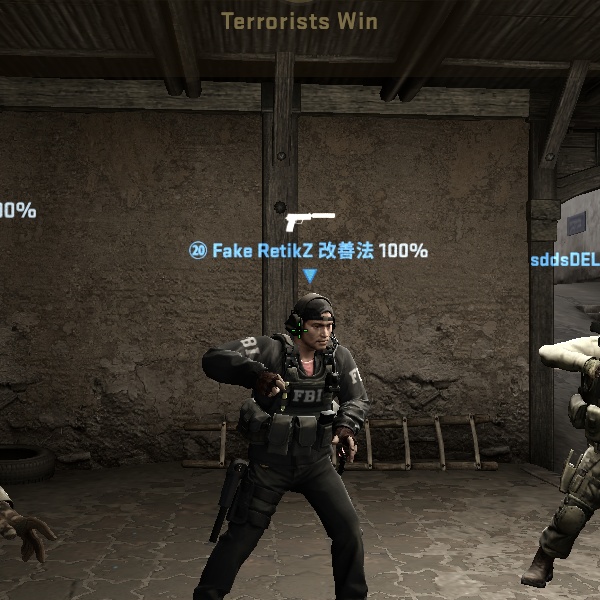 Terrorists Win
00%
⑳ Fake RetikZ 改善法 100%
sddsDEL
FBI